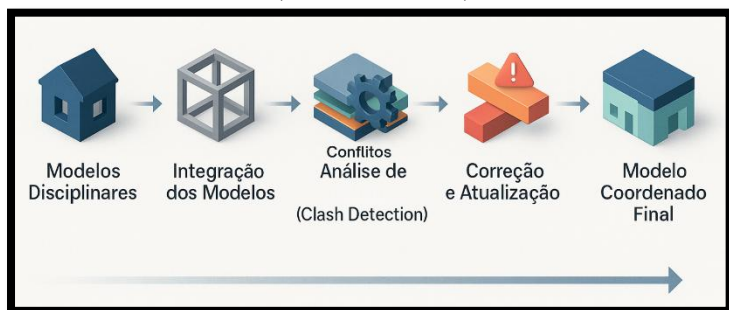 Modelos
Disciplinares
Integração
dos Modelos
Conflitos
Análise de
(Clash Detection)
Correção
e Atualização
Modelo
Coordenado
Final